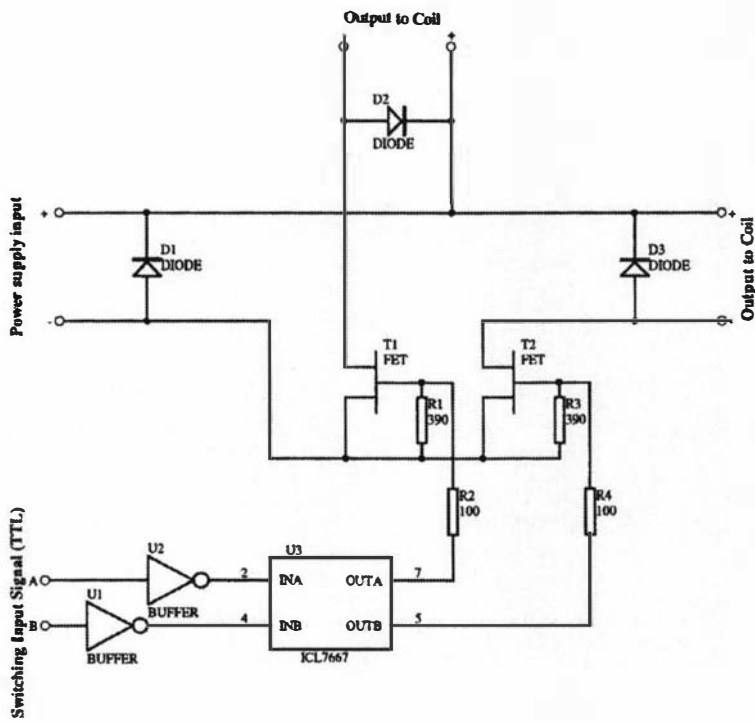 Output to Coil
+
D2
DIODE
Power supply input
+
+
D1
DIODE
D3
DIODE
Output to Coil
-
-
T1
FET
T2
FET
R1
390
R3
390
R2
100
R4
100
Switching Input Signal (TTL)
U2
U3
A
2
INA
OUTA
7
U1
BUFFER
B
4
INB
OUTB
5
BUFFER
ICL7667